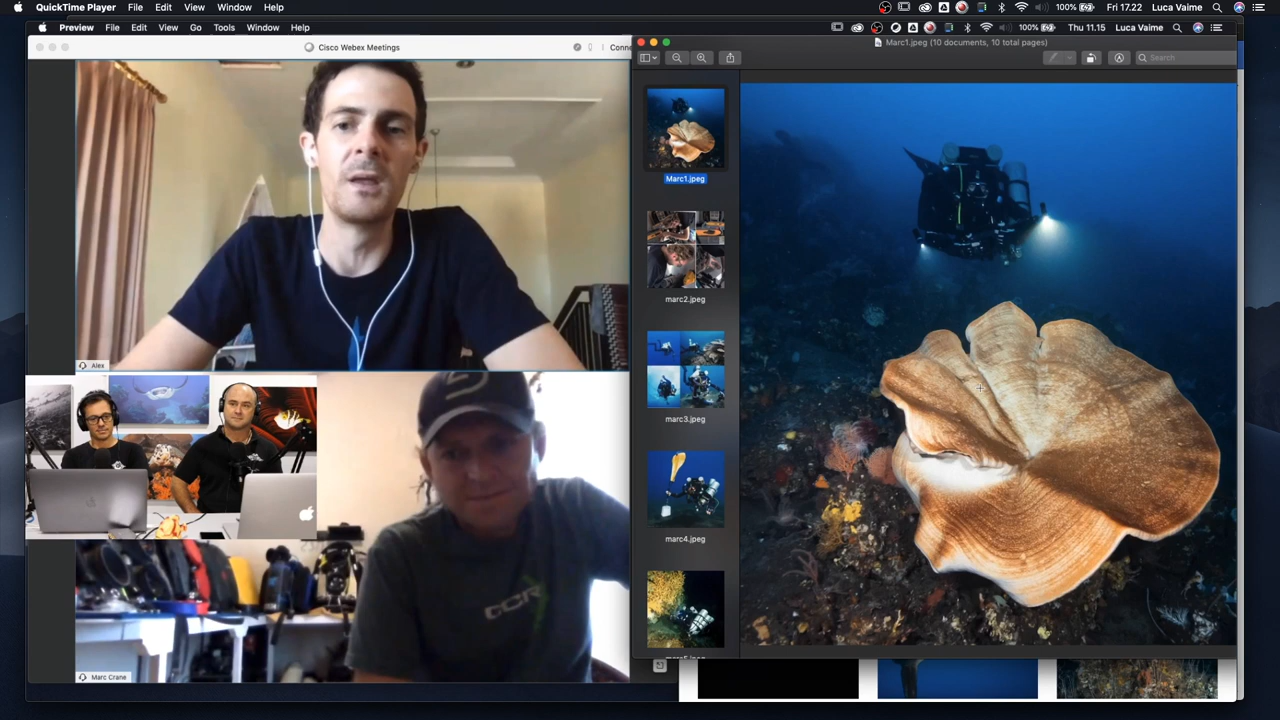 QuickTime Player File Edit View Window Help 100% Fri 17.22 Luca Vaime
Preview File Edit View Go Tools Window Help 100% Thu 11.15 Luca Vaime
Cisco Webex Meetings
Conne
Marc1.jpeg (10 documents, 10 total pages)
Search
Marc1.jpeg
marc2.jpeg
marc3.jpeg
marc4.jpeg
Alex
GCR
Marc Crane